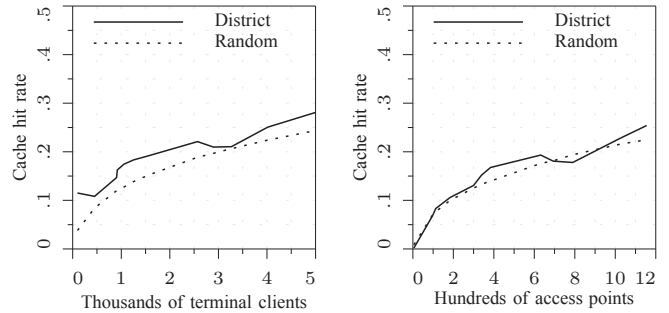 .5
.4
.3
.2
.1
0
Cache hit rate
District
Random
0 1 2 3 4 5
Thousands of terminal clients
.5
.4
.3
.2
.1
0
Cache hit rate
District
Random
0 2 4 6 8 10 12
Hundreds of access points